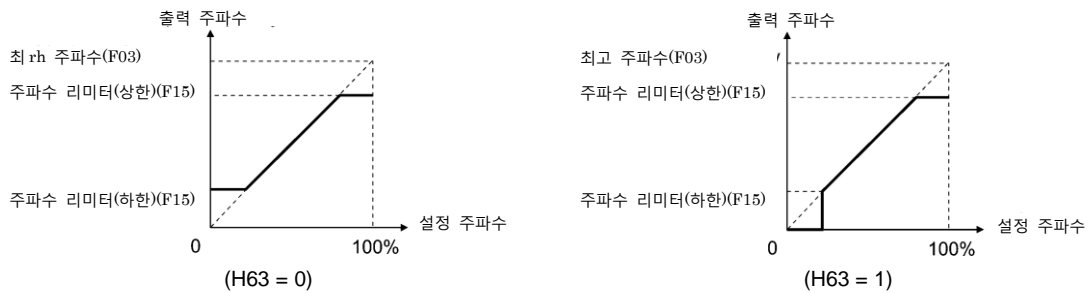 출력 주파수
최rh 주파수(F03)
주파수 리미터(상한)(F15)
주파수 리미터(하한)(F15)
설정 주파수
0
100%
(H63 = 0)
출력 주파수
최고 주파수(F03)
주파수 리미터(상한)(F15)
주파수 리미터(하한)(F15)
설정 주파수
0
100%
(H63 = 1)